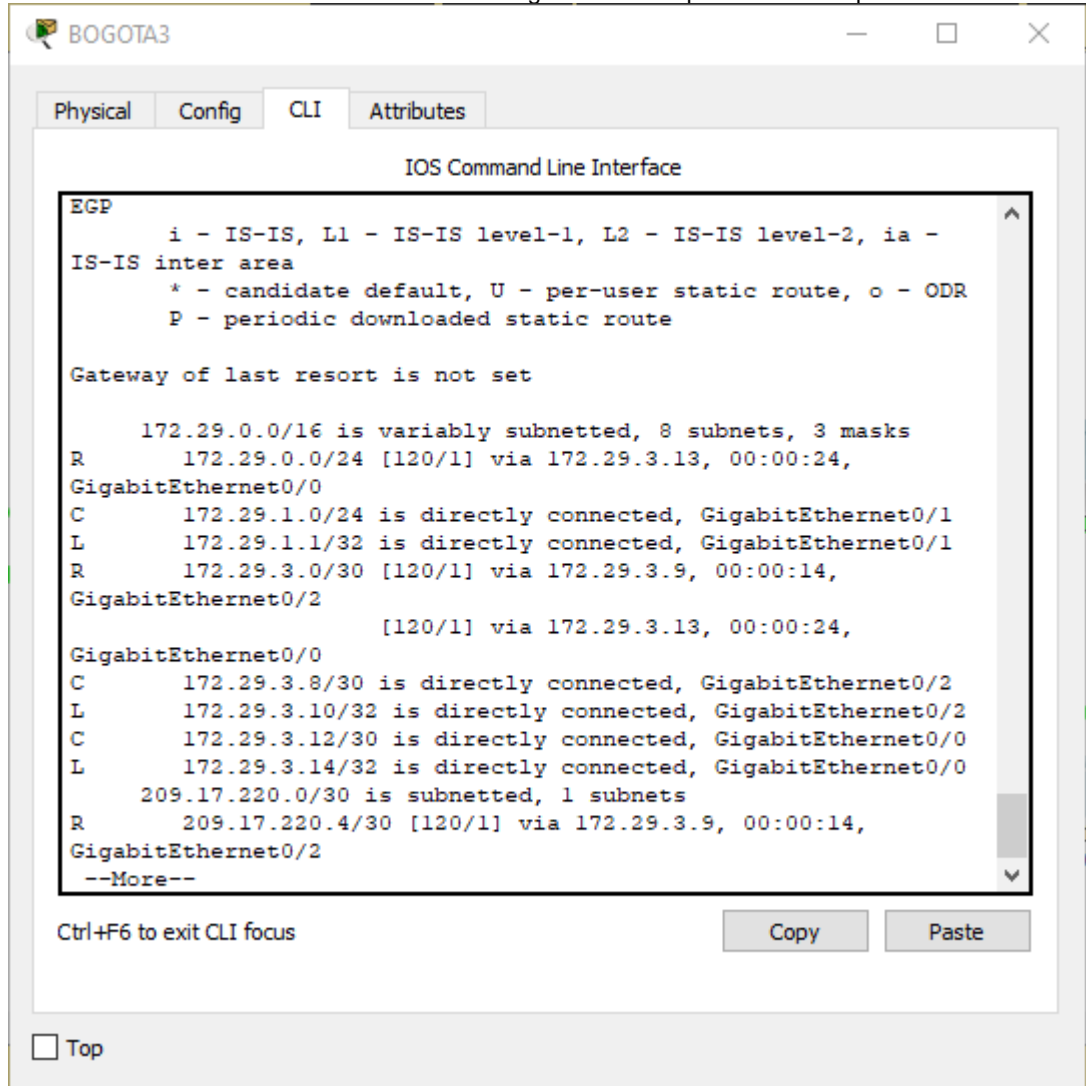 BOGOTA3
Physical Config CLI Attributes
IOS Command Line Interface
EGP
       i - IS-IS, L1 - IS-IS level-1, L2 - IS-IS level-2, ia -
IS-IS inter area
       * - candidate default, U - per-user static route, o - ODR
       P - periodic downloaded static route

Gateway of last resort is not set

     172.29.0.0/16 is variably subnetted, 8 subnets, 3 masks
R       172.29.0.0/24 [120/1] via 172.29.3.13, 00:00:24,
GigabitEthernet0/0
C       172.29.1.0/24 is directly connected, GigabitEthernet0/1
L       172.29.1.1/32 is directly connected, GigabitEthernet0/1
R       172.29.3.0/30 [120/1] via 172.29.3.9, 00:00:14,
GigabitEthernet0/2
                      [120/1] via 172.29.3.13, 00:00:24,
GigabitEthernet0/0
C       172.29.3.8/30 is directly connected, GigabitEthernet0/2
L       172.29.3.10/32 is directly connected, GigabitEthernet0/2
C       172.29.3.12/30 is directly connected, GigabitEthernet0/0
L       172.29.3.14/32 is directly connected, GigabitEthernet0/0
     209.17.220.0/30 is subnetted, 1 subnets
R       209.17.220.4/30 [120/1] via 172.29.3.9, 00:00:14,
GigabitEthernet0/2
 --More--
Ctrl+F6 to exit CLI focus
Copy Paste
Top